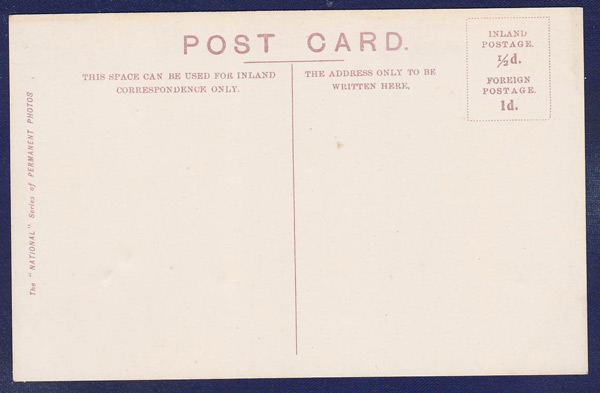 POST CARD.
THIS SPACE CAN BE USED FOR INLAND
CORRESPONDENCE ONLY.
THE ADDRESS ONLY TO BE
WRITTEN HERE.
INLAND
POSTAGE.
½d.
FOREIGN
POSTAGE.
1d.
The "NATIONAL" Series of PERMANENT PHOTOS